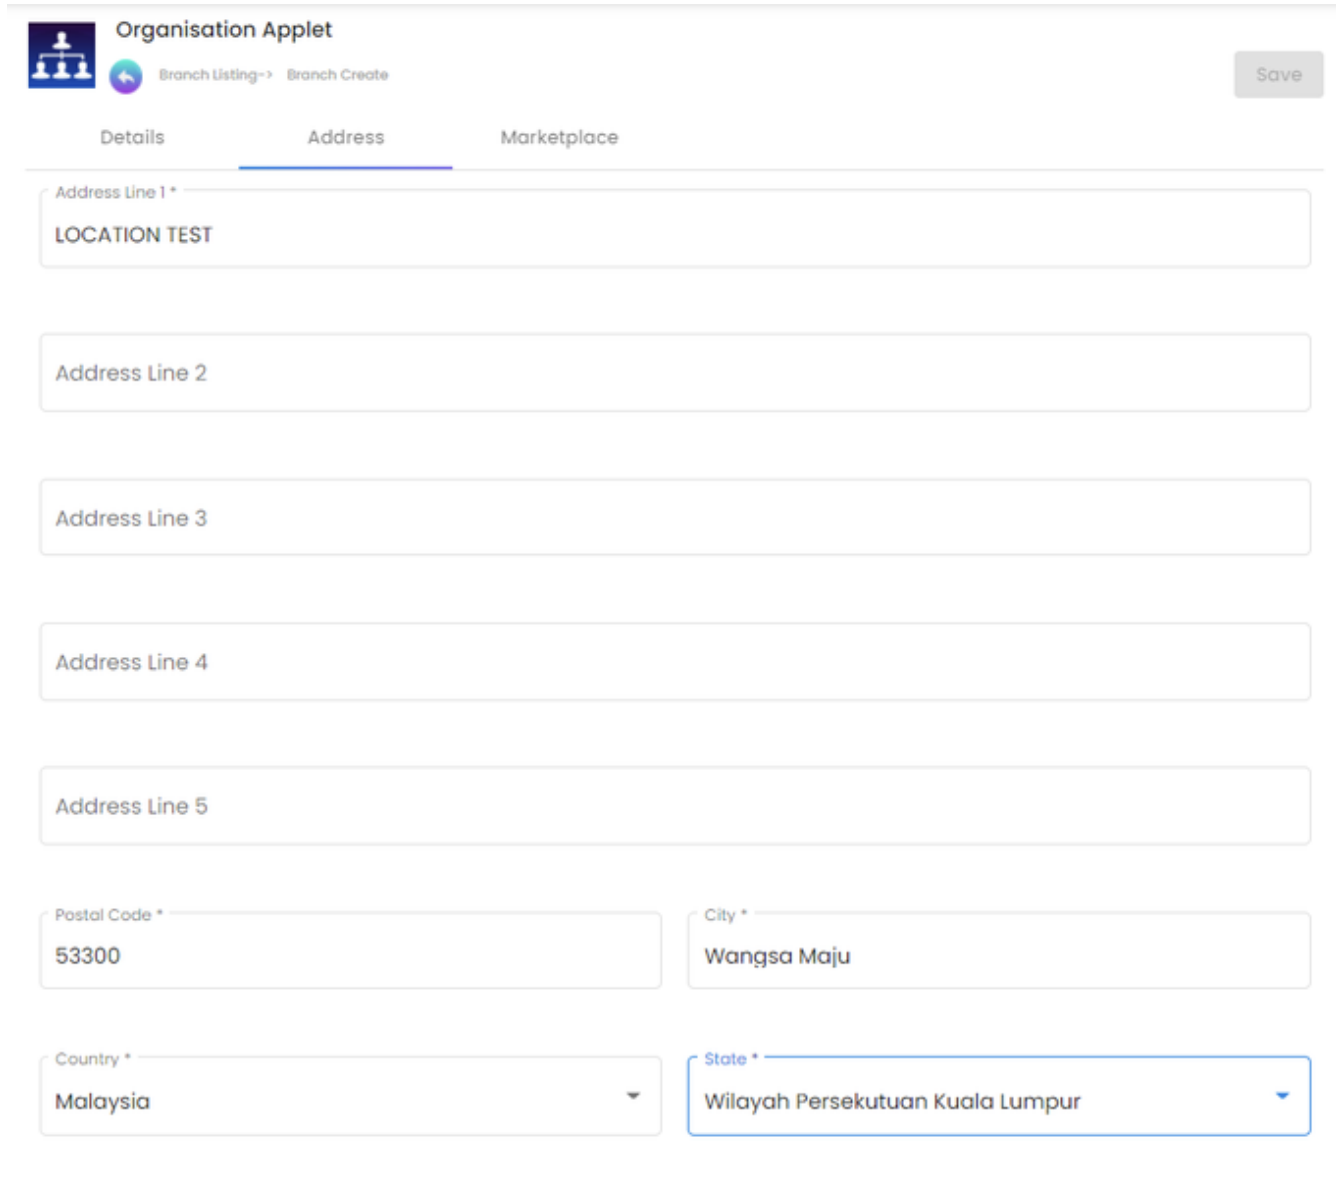 Organisation Applet
Branch Listing-> Branch Create
Save
Details Address Marketplace
Address Line 1 *
LOCATION TEST
Address Line 2
Address Line 3
Address Line 4
Address Line 5
Postal Code * City *
53300 Wangsa Maju
Country * State *
Malaysia Wilayah Persekutuan Kuala Lumpur